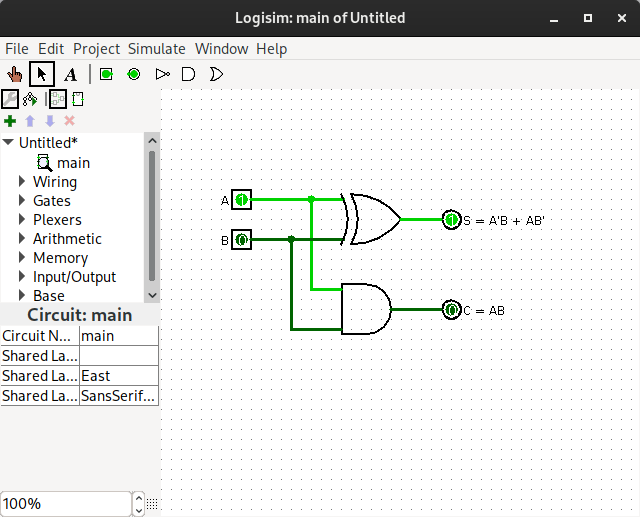 Logisim: main of Untitled
File Edit Project Simulate Window Help
A
Untitled*
main
Wiring
Gates
Plexers
Arithmetic
Memory
Input/Output
Base
Circuit: main
Circuit N... main
Shared La...
Shared La... East
Shared La... SansSerif...
100%
A 1
1 S = A'B + AB'
B 0
0 C = AB